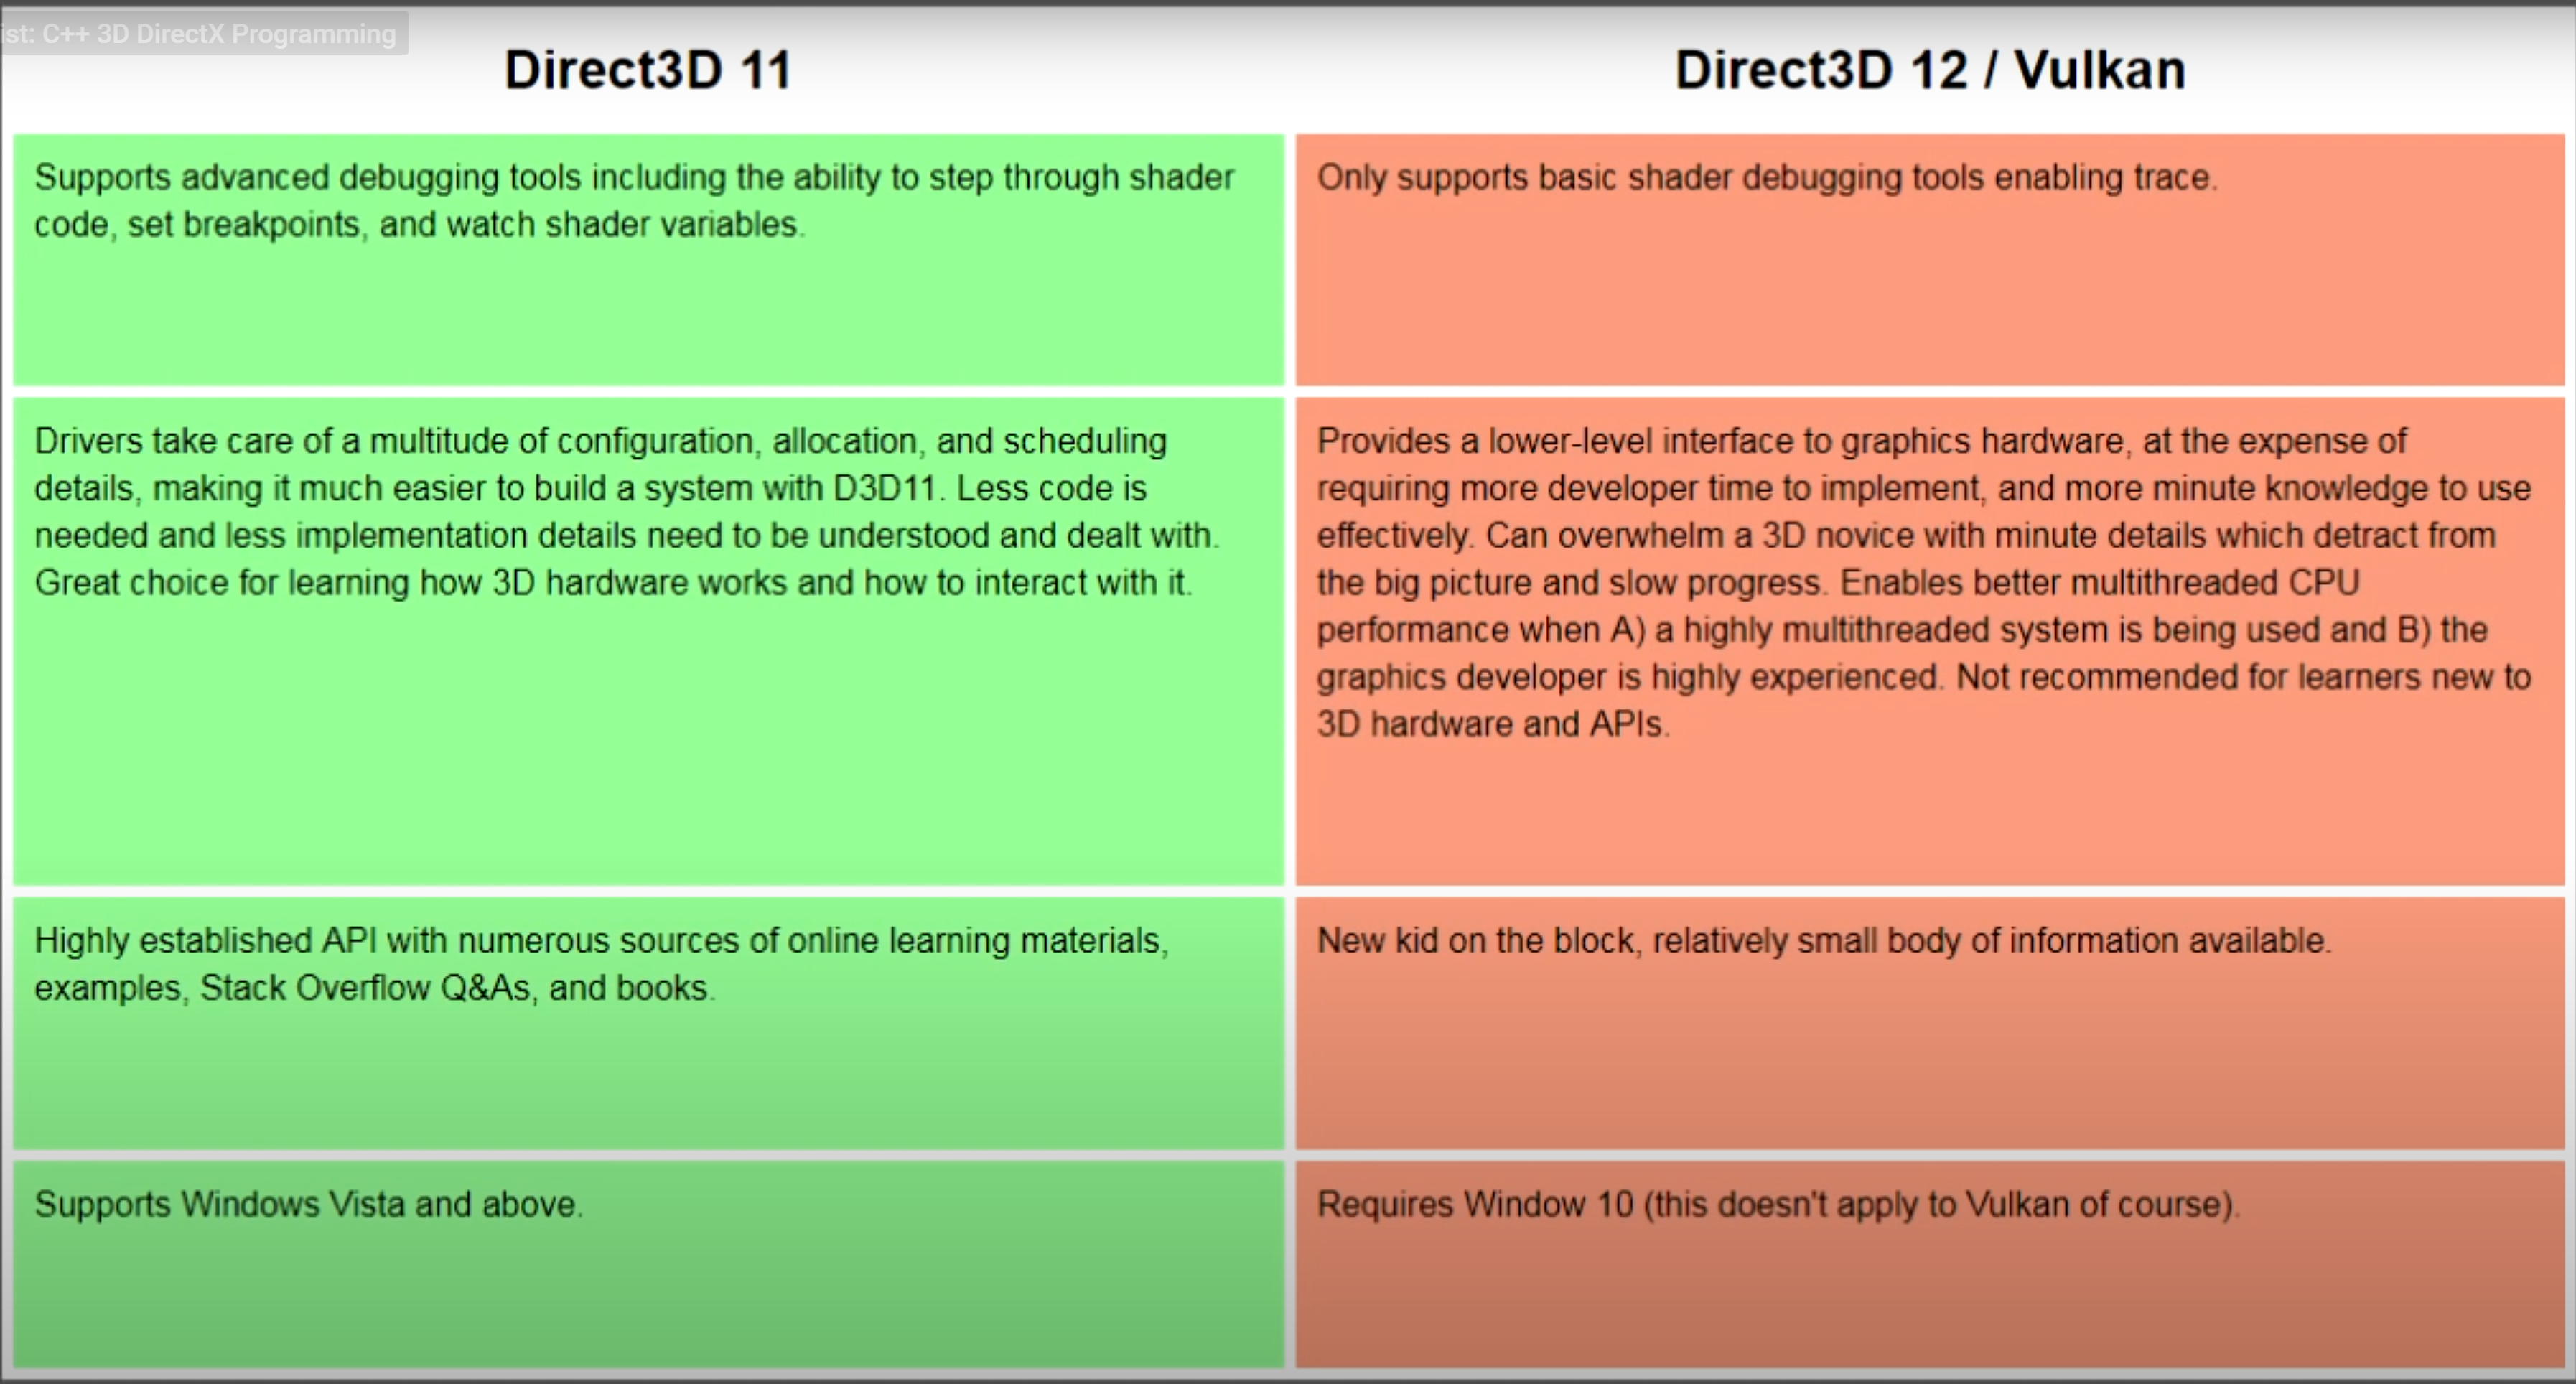 ist: C++ 3D DirectX Programming
Direct3D 11
Direct3D 12 / Vulkan
Supports advanced debugging tools including the ability to step through shader
code, set breakpoints, and watch shader variables.
Only supports basic shader debugging tools enabling trace.
Drivers take care of a multitude of configuration, allocation, and scheduling
details, making it much easier to build a system with D3D11. Less code is
needed and less implementation details need to be understood and dealt with.
Great choice for learning how 3D hardware works and how to interact with it.
Provides a lower-level interface to graphics hardware, at the expense of
requiring more developer time to implement, and more minute knowledge to use
effectively. Can overwhelm a 3D novice with minute details which detract from
the big picture and slow progress. Enables better multithreaded CPU
performance when A) a highly multithreaded system is being used and B) the
graphics developer is highly experienced. Not recommended for learners new to
3D hardware and APIs.
Highly established API with numerous sources of online learning materials,
examples, Stack Overflow Q&As, and books.
New kid on the block, relatively small body of information available.
Supports Windows Vista and above.
Requires Window 10 (this doesn't apply to Vulkan of course).